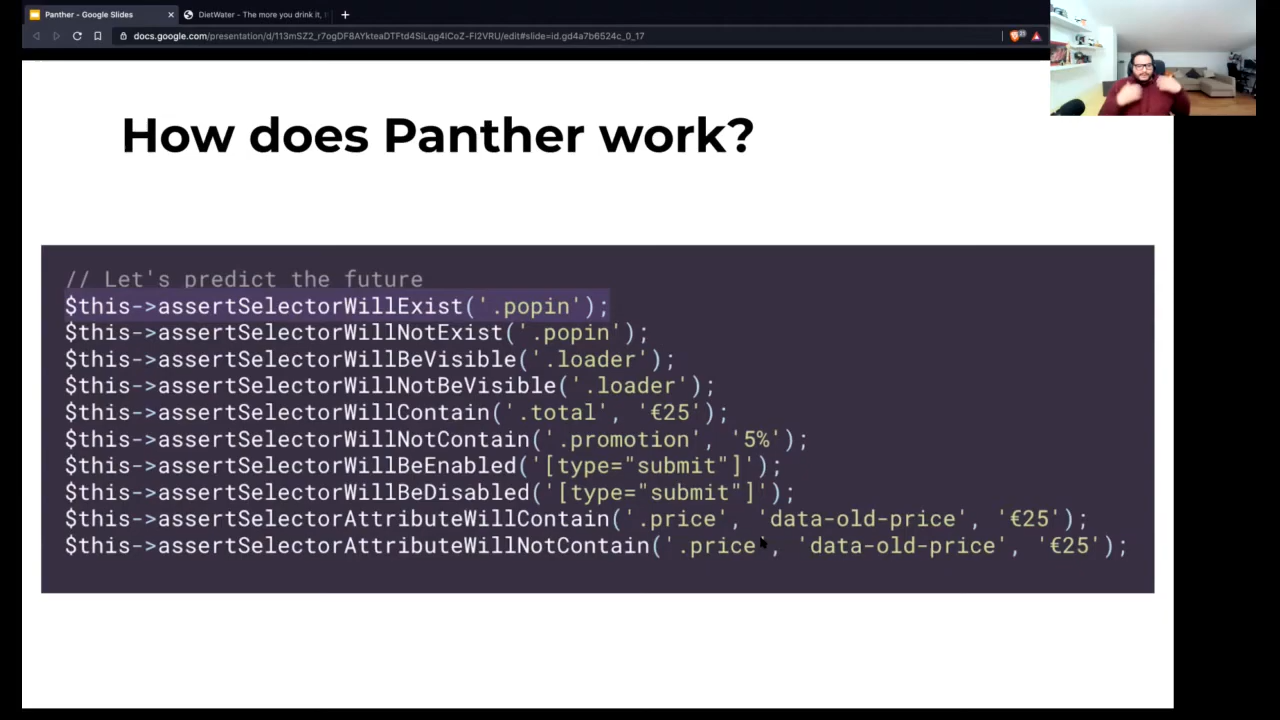 Panther - Google Slides
DietWater - The more you drink it,
docs.google.com/presentation/d/113mSZ2_r7ogDF8AYkteaDTFtd4SiLqg4iCoZ-FI2VRU/edit#slide=id.gd4a7b6524c_0_17
How does Panther work?
// Let's predict the future
$this->assertSelectorWillExist('.popin');
$this->assertSelectorWillNotExist('.popin');
$this->assertSelectorWillBeVisible('.loader');
$this->assertSelectorWillNotBeVisible('.loader');
$this->assertSelectorWillContain('.total', '€25');
$this->assertSelectorWillNotContain('.promotion', '5%');
$this->assertSelectorWillBeEnabled('[type="submit"]');
$this->assertSelectorWillBeDisabled('[type="submit"]');
$this->assertSelectorAttributeWillContain('.price', 'data-old-price', '€25');
$this->assertSelectorAttributeWillNotContain('.price', 'data-old-price', '€25');